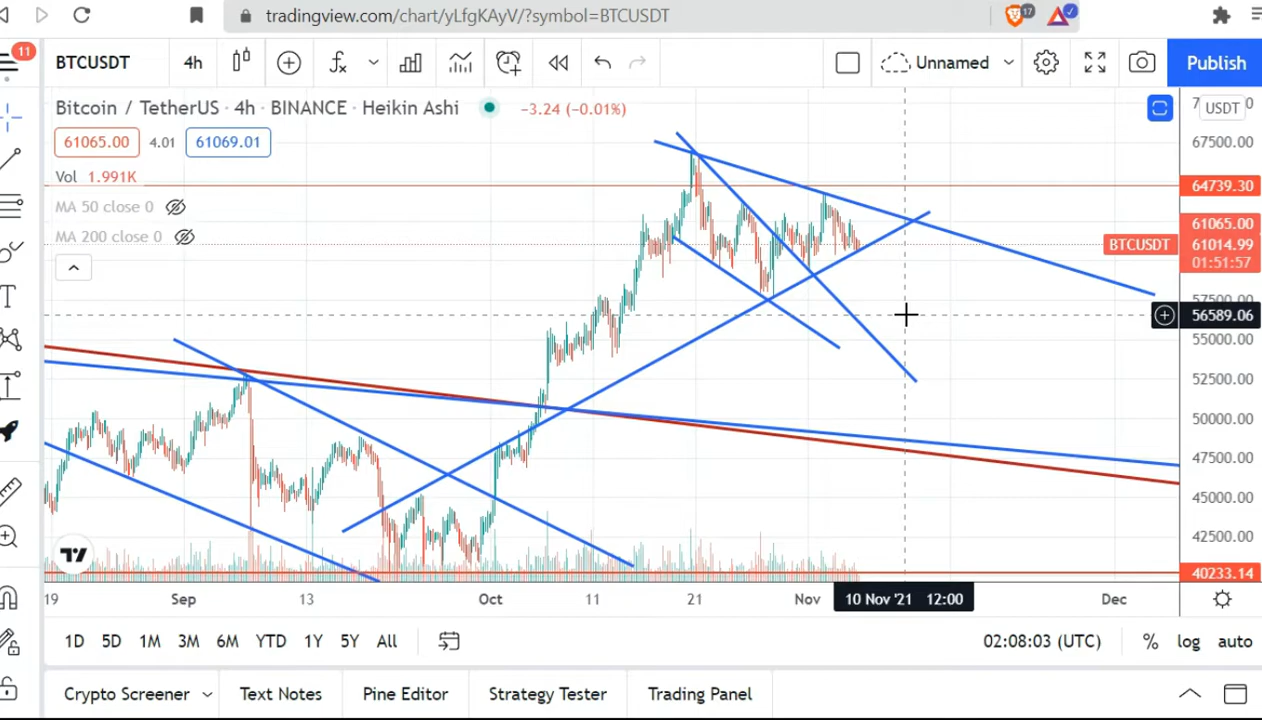 tradingview.com/chart/yLfgKAyV/?symbol=BTCUSDT
17
11
BTCUSDT 4h
Unnamed
Publish
Bitcoin / TetherUS · 4h · BINANCE · Heikin Ashi −3.24 (−0.01%)
61065.00 4.01 61069.01
Vol 1.991K
MA 50 close 0
MA 200 close 0
USDT
67500.00
64739.30
61065.00
BTCUSDT 61014.99
01:51:57
57500.00
56589.06
55000.00
52500.00
50000.00
47500.00
45000.00
42500.00
40233.14
19 Sep 13 Oct 11 21 Nov 10 Nov '21 12:00 Dec
1D 5D 1M 3M 6M YTD 1Y 5Y All
02:08:03 (UTC) % log auto
Crypto Screener Text Notes Pine Editor Strategy Tester Trading Panel